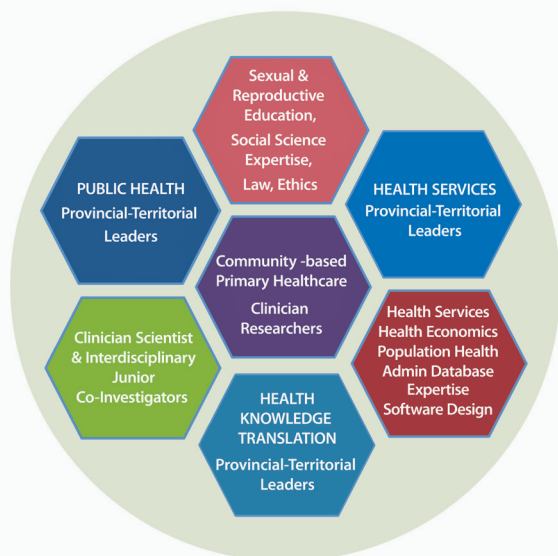 Sexual &
Reproductive
Education,
Social Science
Expertise,
Law, Ethics
PUBLIC HEALTH
Provincial-Territorial
Leaders
HEALTH SERVICES
Provincial-Territorial
Leaders
Community -based
Primary Healthcare
Clinician
Researchers
Clinician Scientist
& Interdisciplinary
Junior
Co-Investigators
Health Services
Health Economics
Population Health
Admin Database
Expertise
Software Design
HEALTH
KNOWLEDGE
TRANSLATION
Provincial-Territorial
Leaders